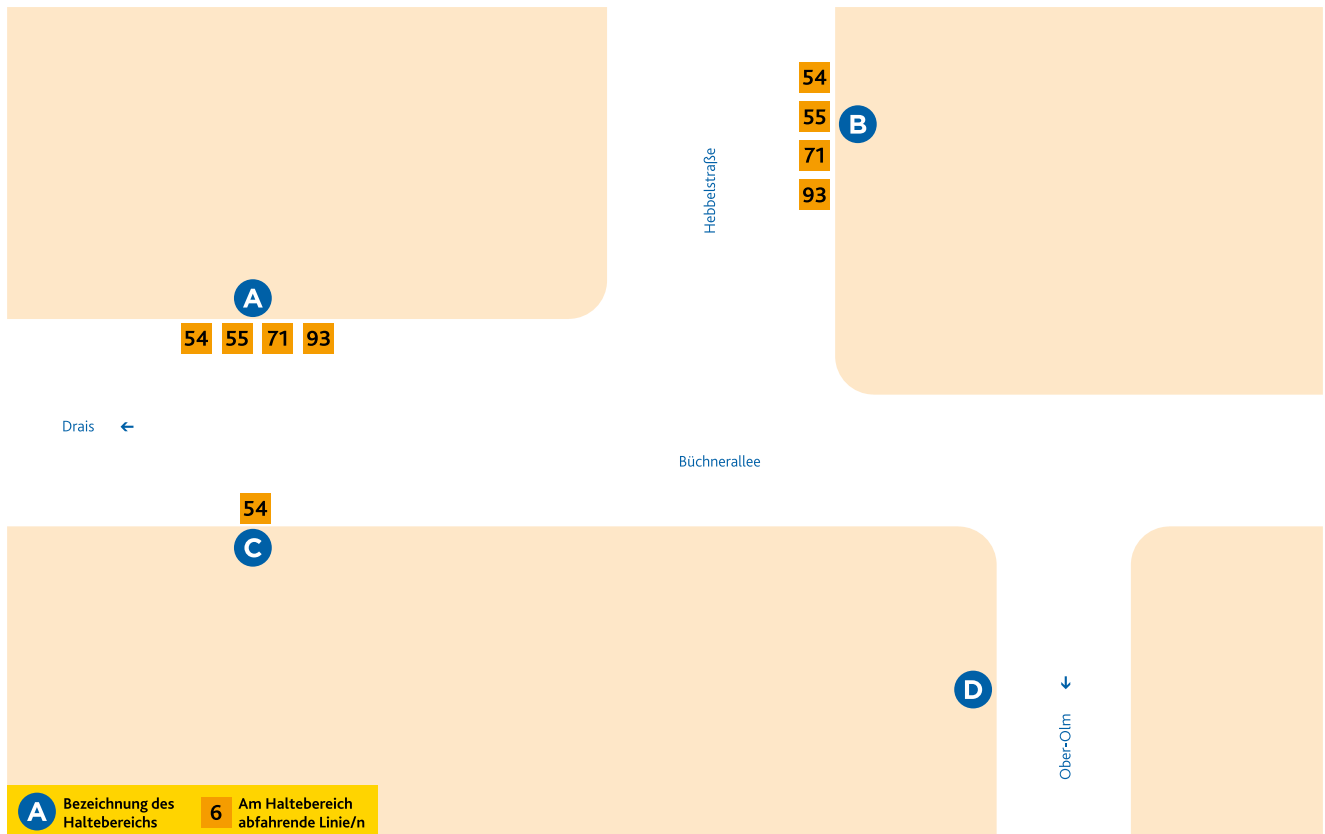 54
55
B
71
93
Hebbelstraße
A
54 55 71 93
Drais ←
Büchnerallee
54
C
D
Ober-Olm
A Bezeichnung des Haltebereichs
6 Am Haltebereich abfahrende Linie/n